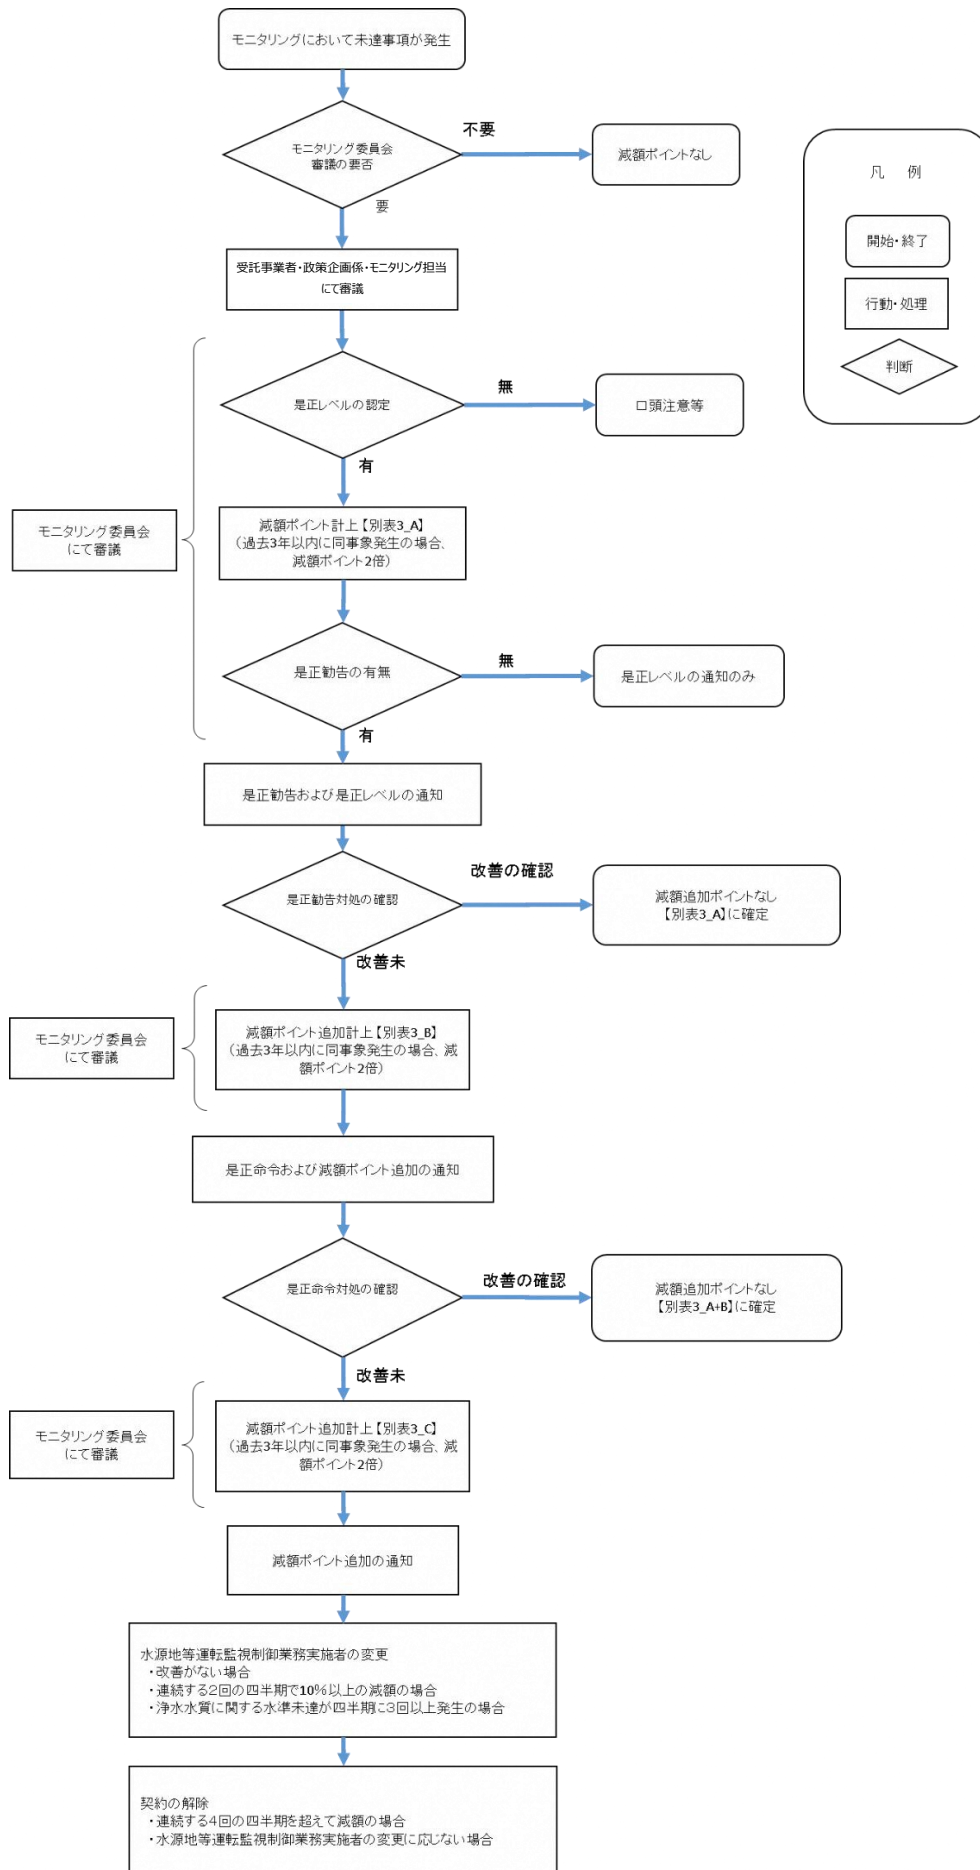 モニタリングにおいて未達事項が発生
モニタリング委員会
審議の要否
不要
減額ポイントなし
要
凡　例
開始・終了
行動・処理
判断
受託事業者・政策企画係・モニタリング担当
にて審議
是正レベルの認定
無
口頭注意等
有
モニタリング委員会
にて審議
減額ポイント計上【別表3_A】
（過去3年以内に同事象発生の場合、
減額ポイント2倍）
是正勧告の有無
無
是正レベルの通知のみ
有
是正勧告および是正レベルの通知
是正勧告対処の確認
改善の確認
減額追加ポイントなし
【別表3_A】に確定
改善未
モニタリング委員会
にて審議
減額ポイント追加計上【別表3_B】
（過去3年以内に同事象発生の場合、減
額ポイント2倍）
是正命令および減額ポイント追加の通知
是正命令対処の確認
改善の確認
減額追加ポイントなし
【別表3_A+B】に確定
改善未
モニタリング委員会
にて審議
減額ポイント追加計上【別表3_C】
（過去3年以内に同事象発生の場合、減
額ポイント2倍）
減額ポイント追加の通知
水源地等運転監視制御業務実施者の変更
・改善がない場合
・連続する2回の四半期で10％以上の減額の場合
・浄水水質に関する水準未達が四半期に3回以上発生の場合
契約の解除
・連続する4回の四半期を超えて減額の場合
・水源地等運転監視制御業務実施者の変更に応じない場合